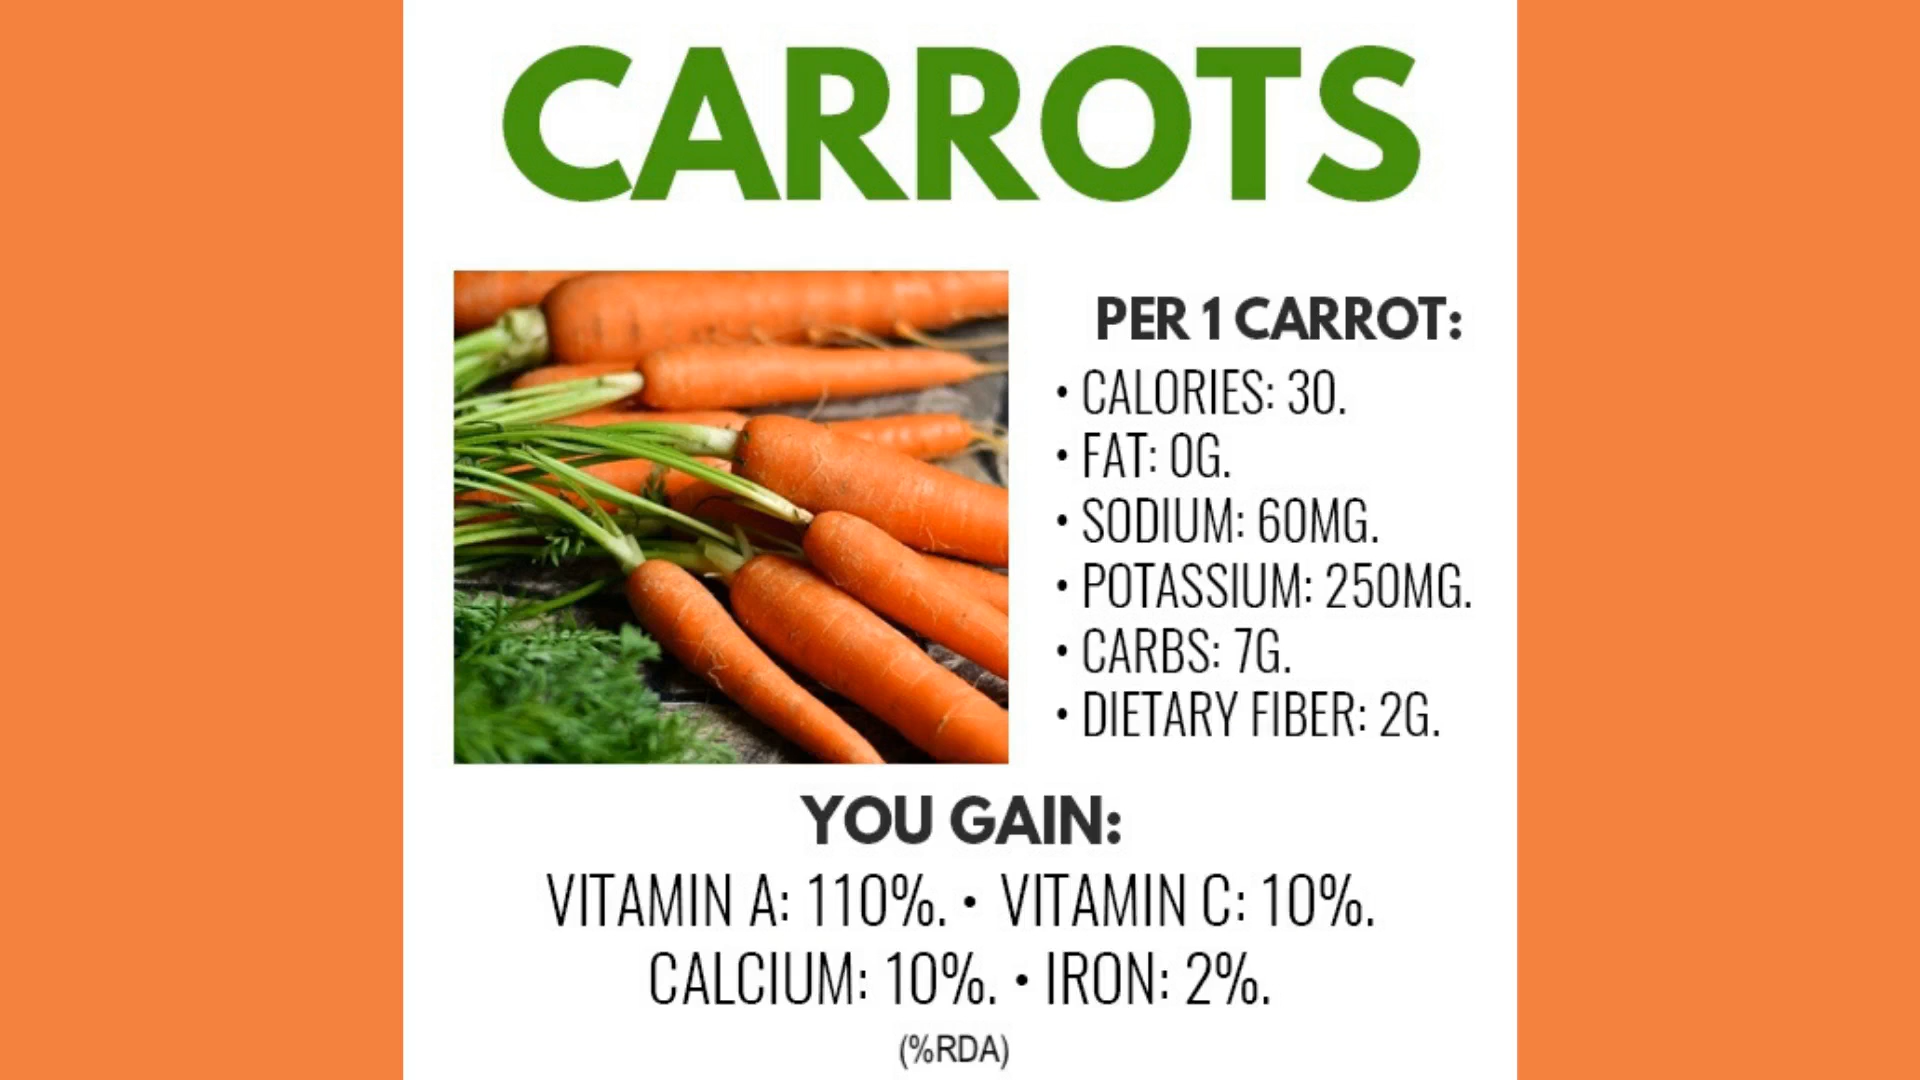 CARROTS
PER 1 CARROT:
• CALORIES: 30.
• FAT: 0G.
• SODIUM: 60MG.
• POTASSIUM: 250MG.
• CARBS: 7G.
• DIETARY FIBER: 2G.
YOU GAIN:
VITAMIN A: 110%. • VITAMIN C: 10%.
CALCIUM: 10%. • IRON: 2%.
(%RDA)